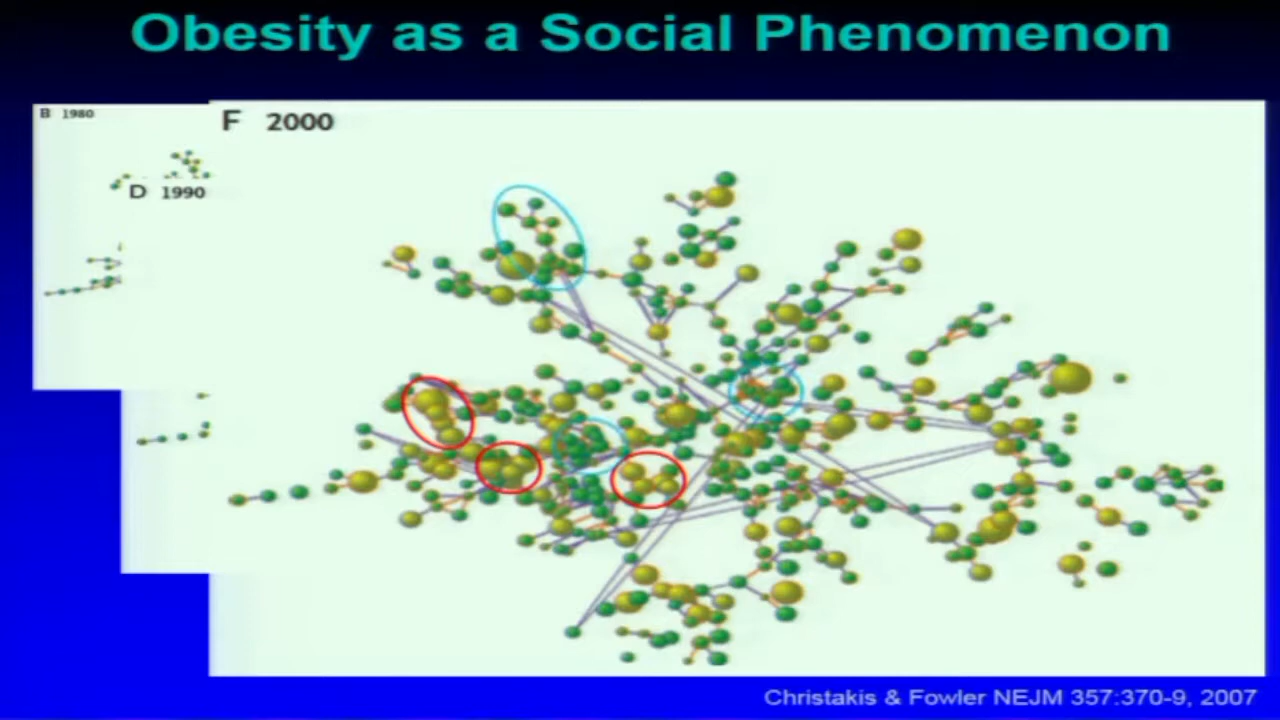 Obesity as a Social Phenomenon
B 1980
F 2000
D 1990
Christakis & Fowler NEJM 357:370-9, 2007